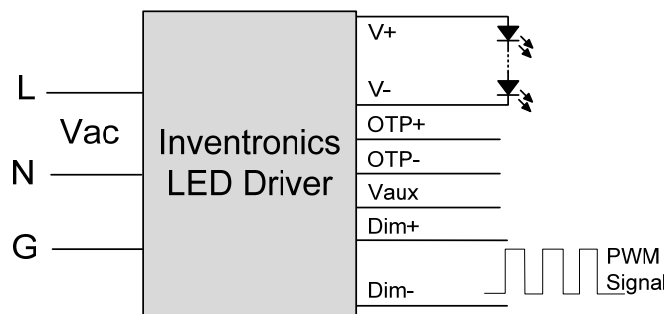 L
Vac
N
G
Inventronics
LED Driver
V+
V-
OTP+
OTP-
Vaux
Dim+
Dim-
PWM
Signal